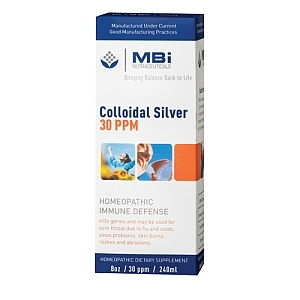 Manufactured Under Current
Good Manufacturing Practices
MBi
NUTRACEUTICALS
Bringing Balance Back to Life
Colloidal Silver
30 PPM
HOMEOPATHIC
IMMUNE DEFENSE
kills germs and may be used for
sore throat due to flu and colds,
sinus problems, skin burns,
rashes and abrasions.
HOMEOPATHIC DIETARY SUPPLEMENT
8oz / 30 ppm / 240ml